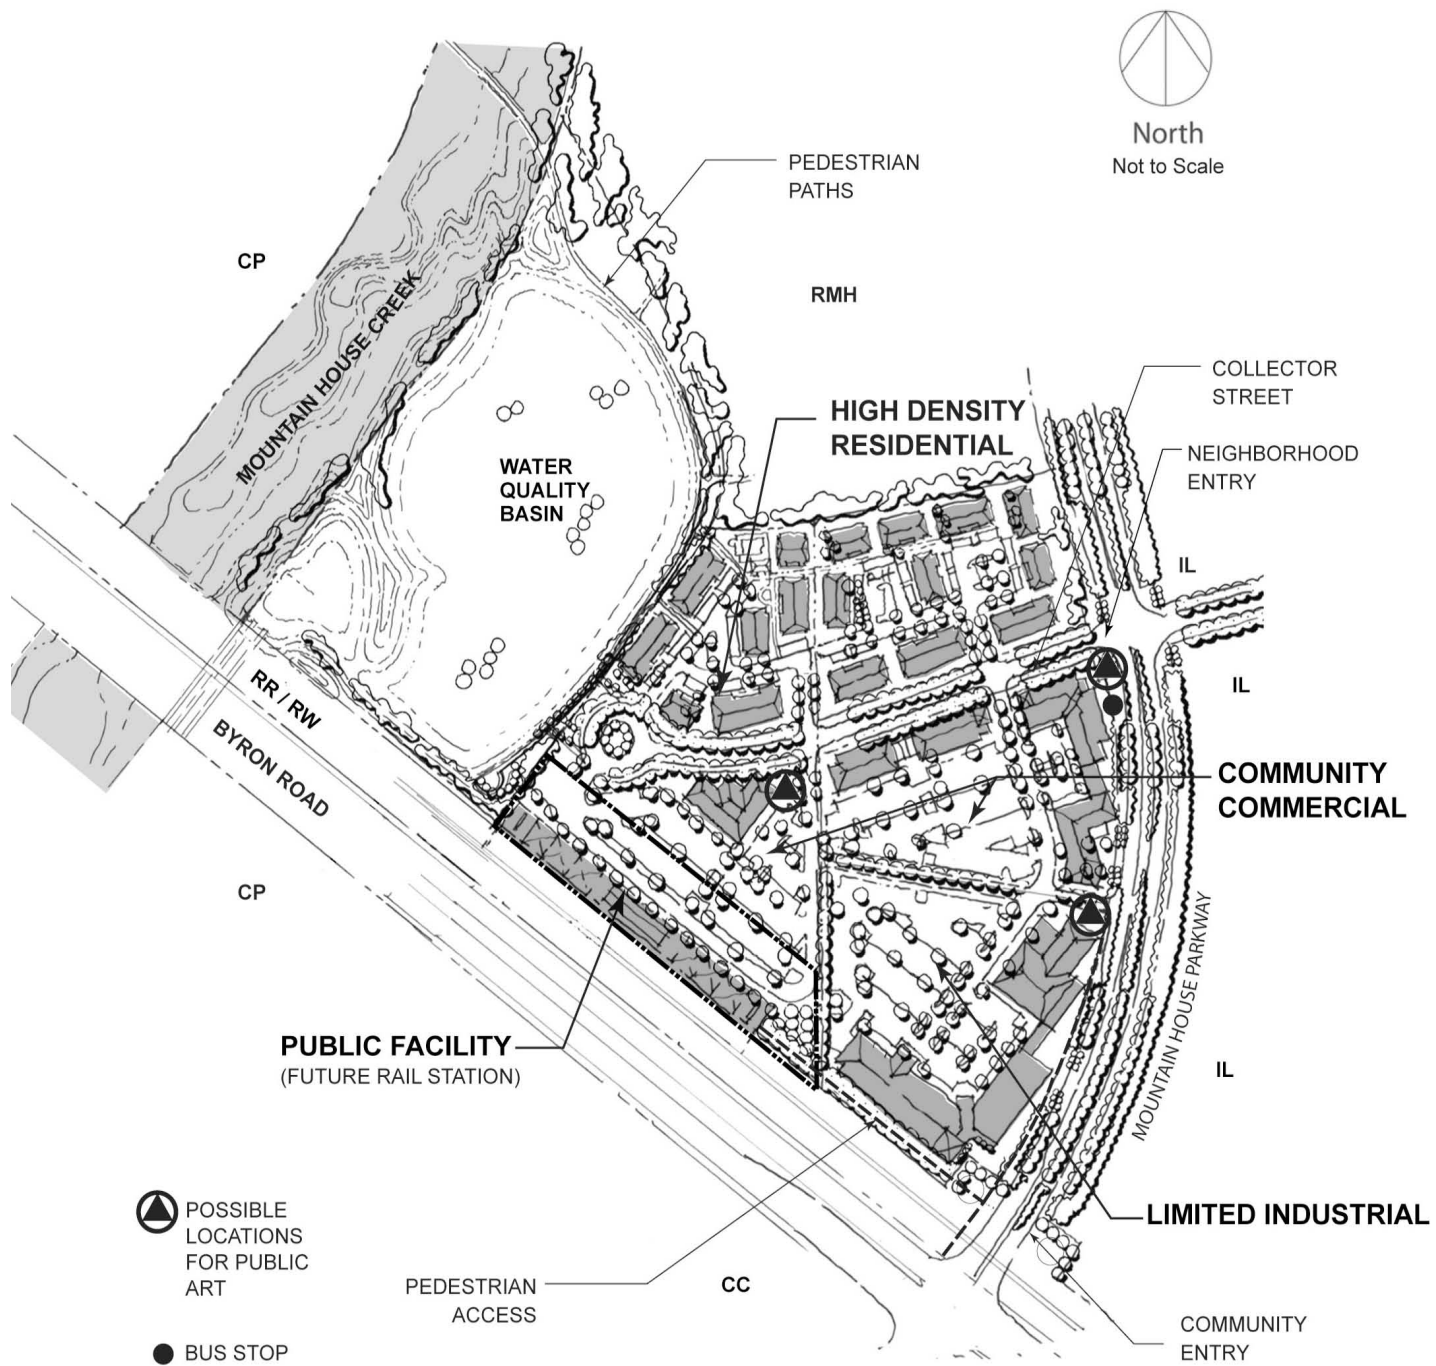 North
Not to Scale
PEDESTRIAN
PATHS
CP
RMH
MOUNTAIN HOUSE CREEK
COLLECTOR
STREET
HIGH DENSITY
RESIDENTIAL
NEIGHBORHOOD
ENTRY
WATER
QUALITY
BASIN
IL
IL
RR / RW
BYRON ROAD
COMMUNITY
COMMERCIAL
CP
MOUNTAIN HOUSE PARKWAY
PUBLIC FACILITY
(FUTURE RAIL STATION)
IL
POSSIBLE
LOCATIONS
FOR PUBLIC
ART
LIMITED INDUSTRIAL
PEDESTRIAN
ACCESS
CC
COMMUNITY
ENTRY
BUS STOP